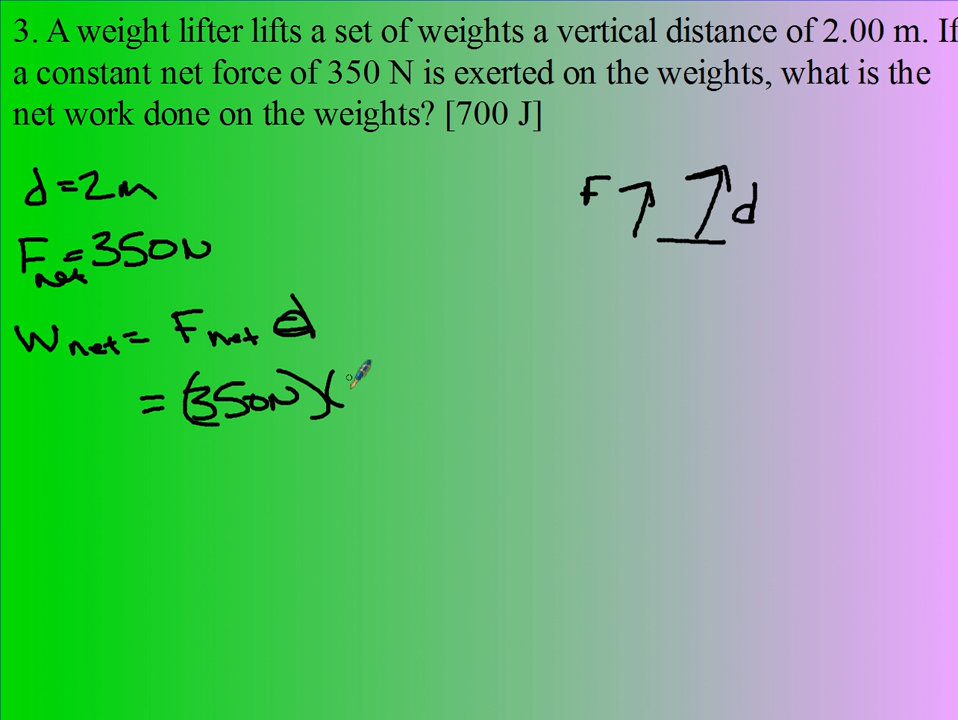 3. A weight lifter lifts a set of weights a vertical distance of 2.00 m. If
a constant net force of 350 N is exerted on the weights, what is the
net work done on the weights? [700 J]
d = 2m
F d
Fnet = 350N
Wnet = Fnet d
= (350N)(